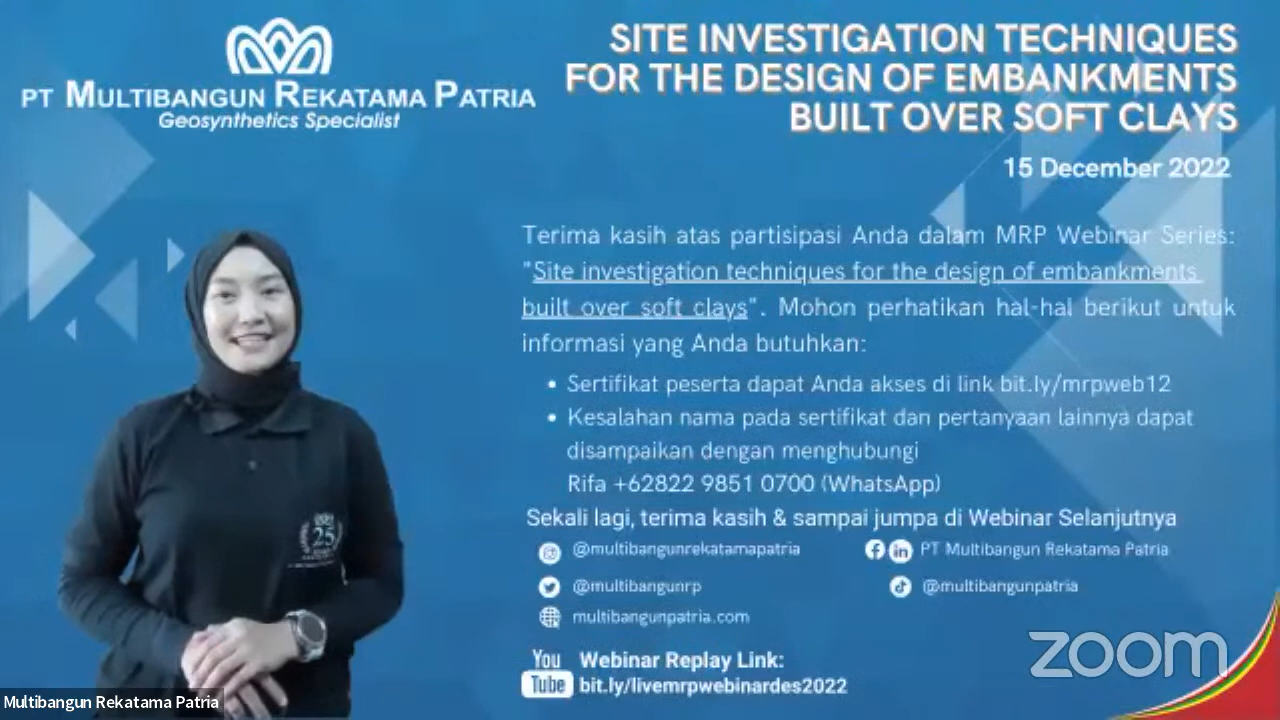 PT MULTIBANGUN REKATAMA PATRIA
Geosynthetics Specialist
SITE INVESTIGATION TECHNIQUES
FOR THE DESIGN OF EMBANKMENTS
BUILT OVER SOFT CLAYS
15 December 2022
Terima kasih atas partisipasi Anda dalam MRP Webinar Series:
"Site investigation techniques for the design of embankments
built over soft clays". Mohon perhatikan hal-hal berikut untuk
informasi yang Anda butuhkan:
• Sertifikat peserta dapat Anda akses di link bit.ly/mrpweb12
• Kesalahan nama pada sertifikat dan pertanyaan lainnya dapat
disampaikan dengan menghubungi
Rifa +62822 9851 0700 (WhatsApp)
Sekali lagi, terima kasih & sampai jumpa di Webinar Selanjutnya
@multibangunrekatamapatria
PT Multibangun Rekatama Patria
@multibangunrp
@multibangunpatria
multibangunpatria.com
You
Tube
Webinar Replay Link:
bit.ly/livemrpwebinardes2022
25
zoom
Multibangun Rekatama Patria